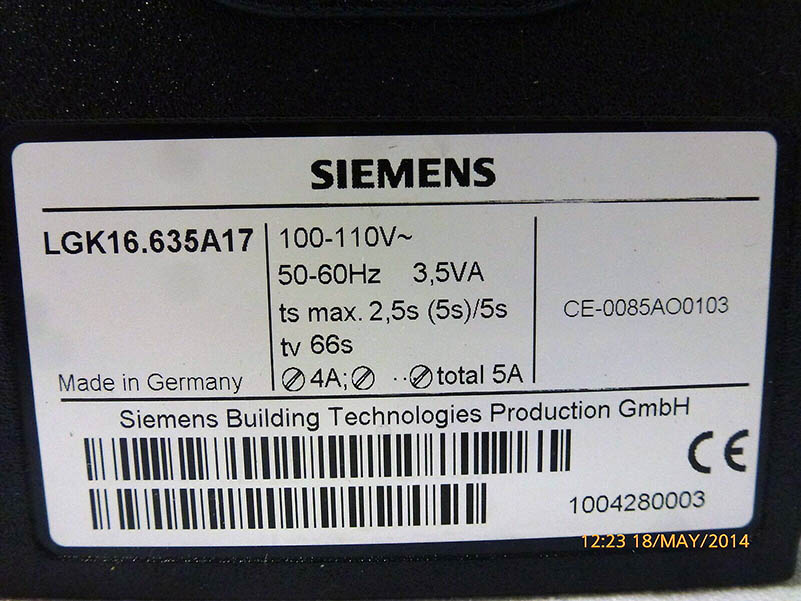 SIEMENS
LGK16.635A17
100-110V~
50-60Hz 3,5VA
ts max. 2,5s (5s)/5s
tv 66s
⊘ 4A;⊘ ··⊘ total 5A
CE-0085AO0103
Made in Germany
Siemens Building Technologies Production GmbH
CE
1004280003
12:23 18/MAY/2014